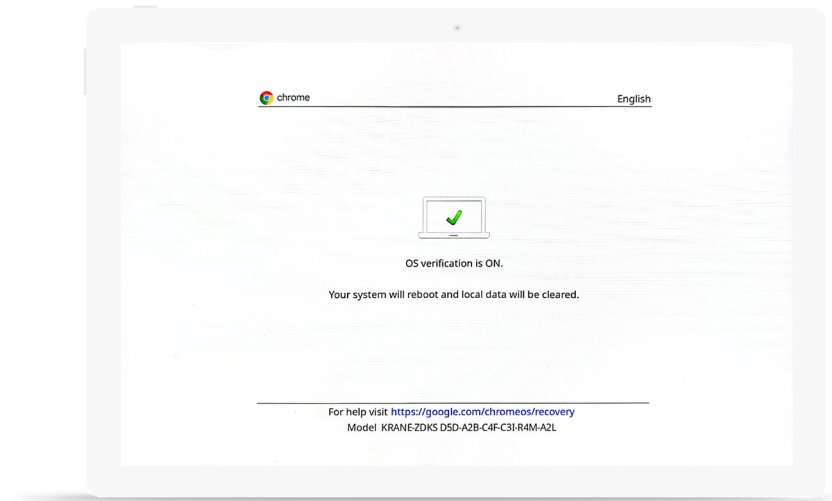 chrome
English
OS verification is ON.
Your system will reboot and local data will be cleared.
For help visit https://google.com/chromeos/recovery
Model KRANE-ZDKS D5D-A2B-C4F-C3I-R4M-A2L